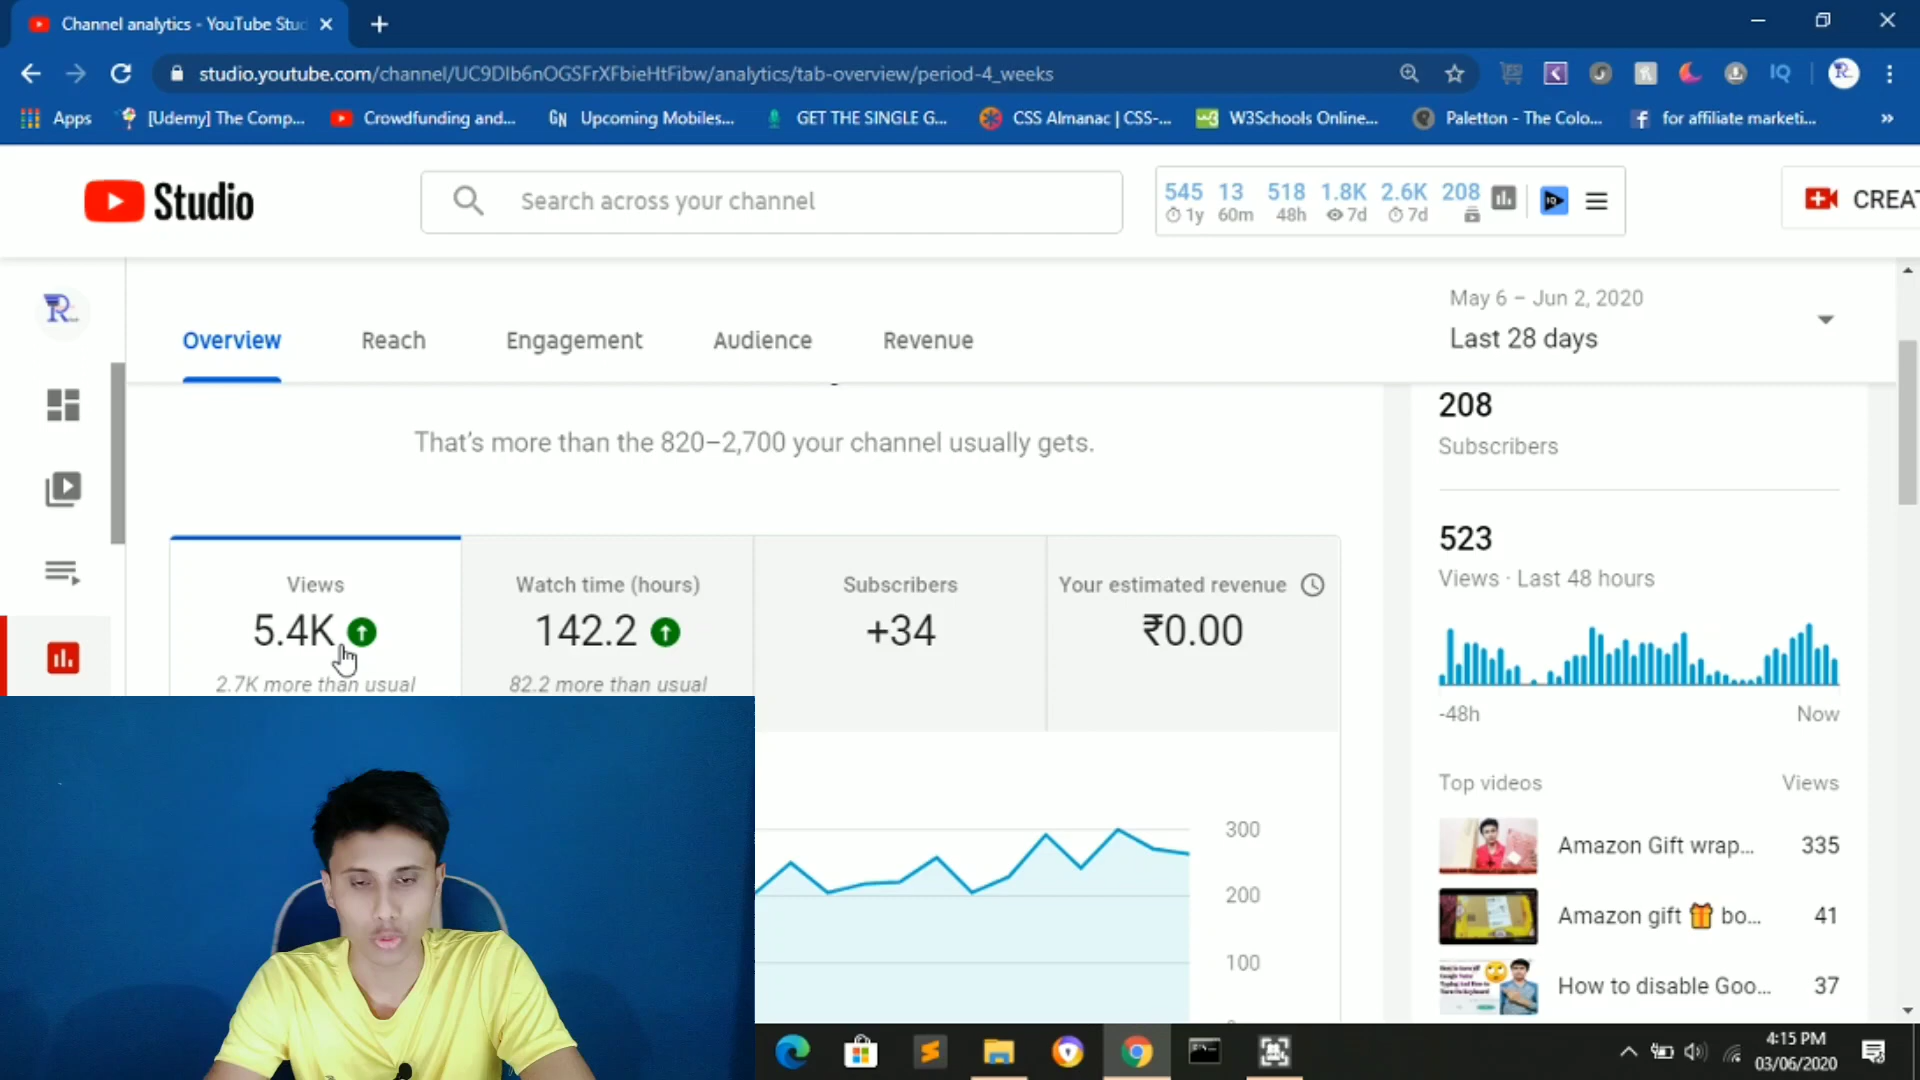 Channel analytics - YouTube Stu
studio.youtube.com/channel/UC9DIb6nOGSFrXFbieHtFibw/analytics/tab-overview/period-4_weeks
Apps [Udemy] The Comp... Crowdfunding and... GN Upcoming Mobiles... GET THE SINGLE G... CSS Almanac | CSS-... W3Schools Online... Paletton - The Colo... for affiliate marketi... »
Studio
Search across your channel
545 13 518 1.8K 2.6K 208
1y 60m 48h 7d 7d
CREAT
Overview Reach Engagement Audience Revenue
May 6 – Jun 2, 2020
Last 28 days
That's more than the 820–2,700 your channel usually gets.
Views
5.4K
2.7K more than usual
Watch time (hours)
142.2
82.2 more than usual
Subscribers
+34
Your estimated revenue
₹0.00
300
200
100
208
Subscribers
523
Views · Last 48 hours
-48h Now
Top videos Views
Amazon Gift wrap... 335
Amazon gift 🎁 bo... 41
How to disable Goo... 37
4:15 PM
03/06/2020